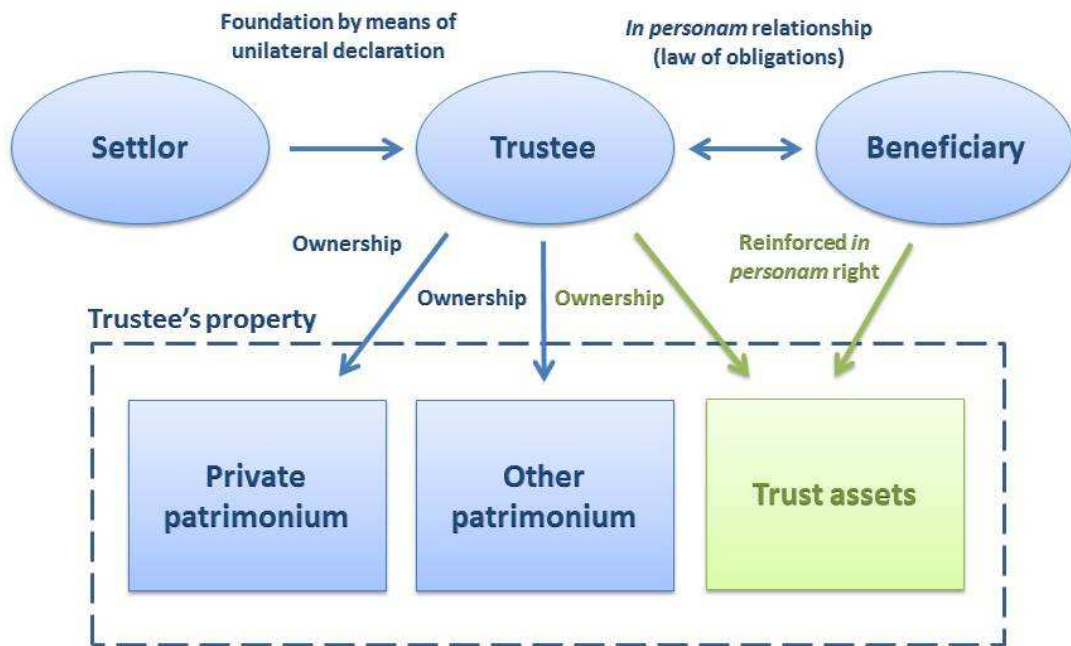 Foundation by means of
unilateral declaration
In personam relationship
(law of obligations)
Settlor
Trustee
Beneficiary
Ownership
Ownership
Ownership
Reinforced in
personam right
Trustee's property
Private
patrimonium
Other
patrimonium
Trust assets